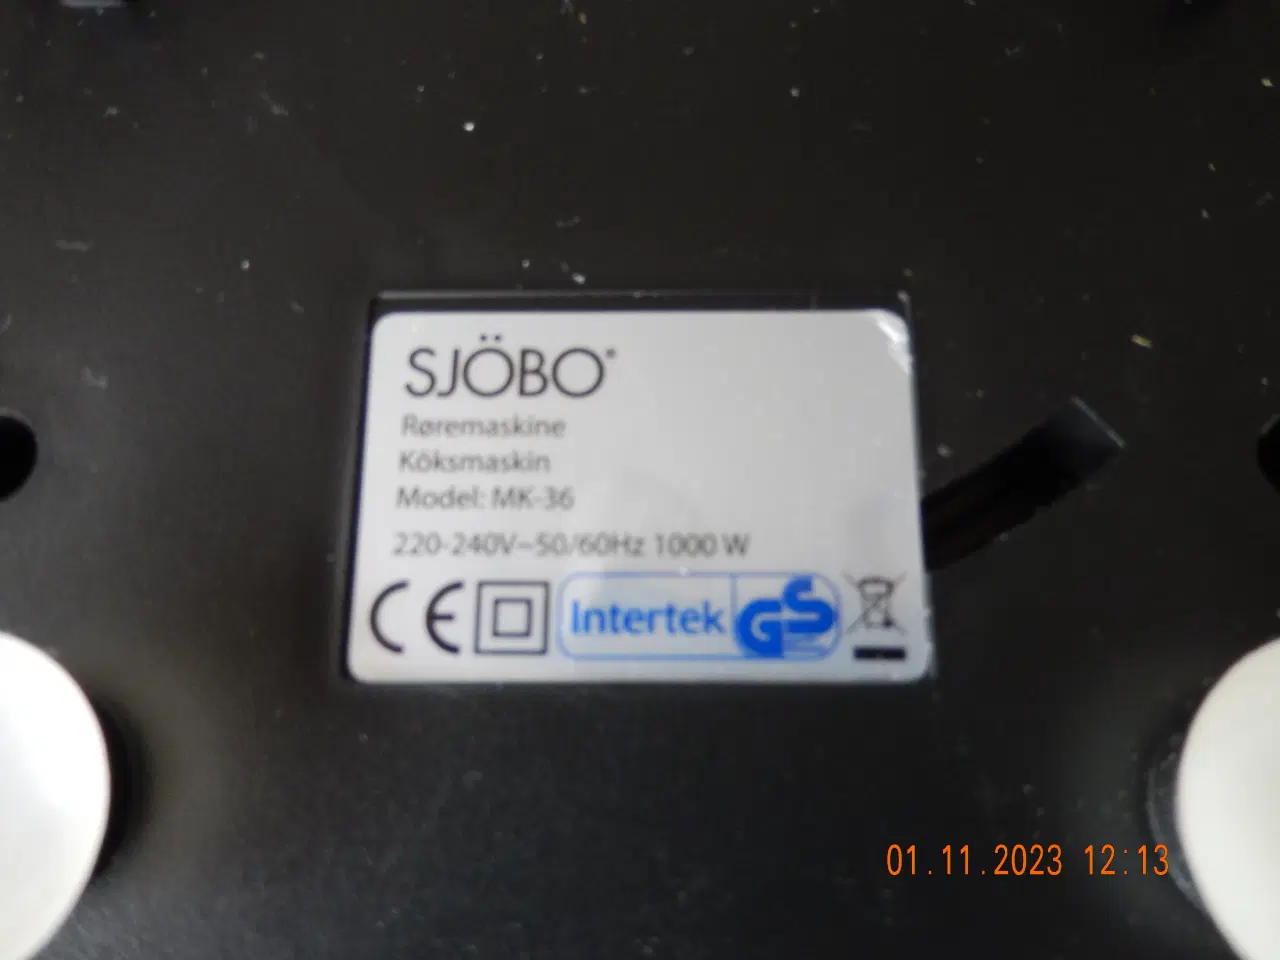 SJÖBO®
Røremaskine
Köksmaskin
Model: MK-36
220-240V~50/60Hz 1000 W
CE Intertek GS
01.11.2023 12:13